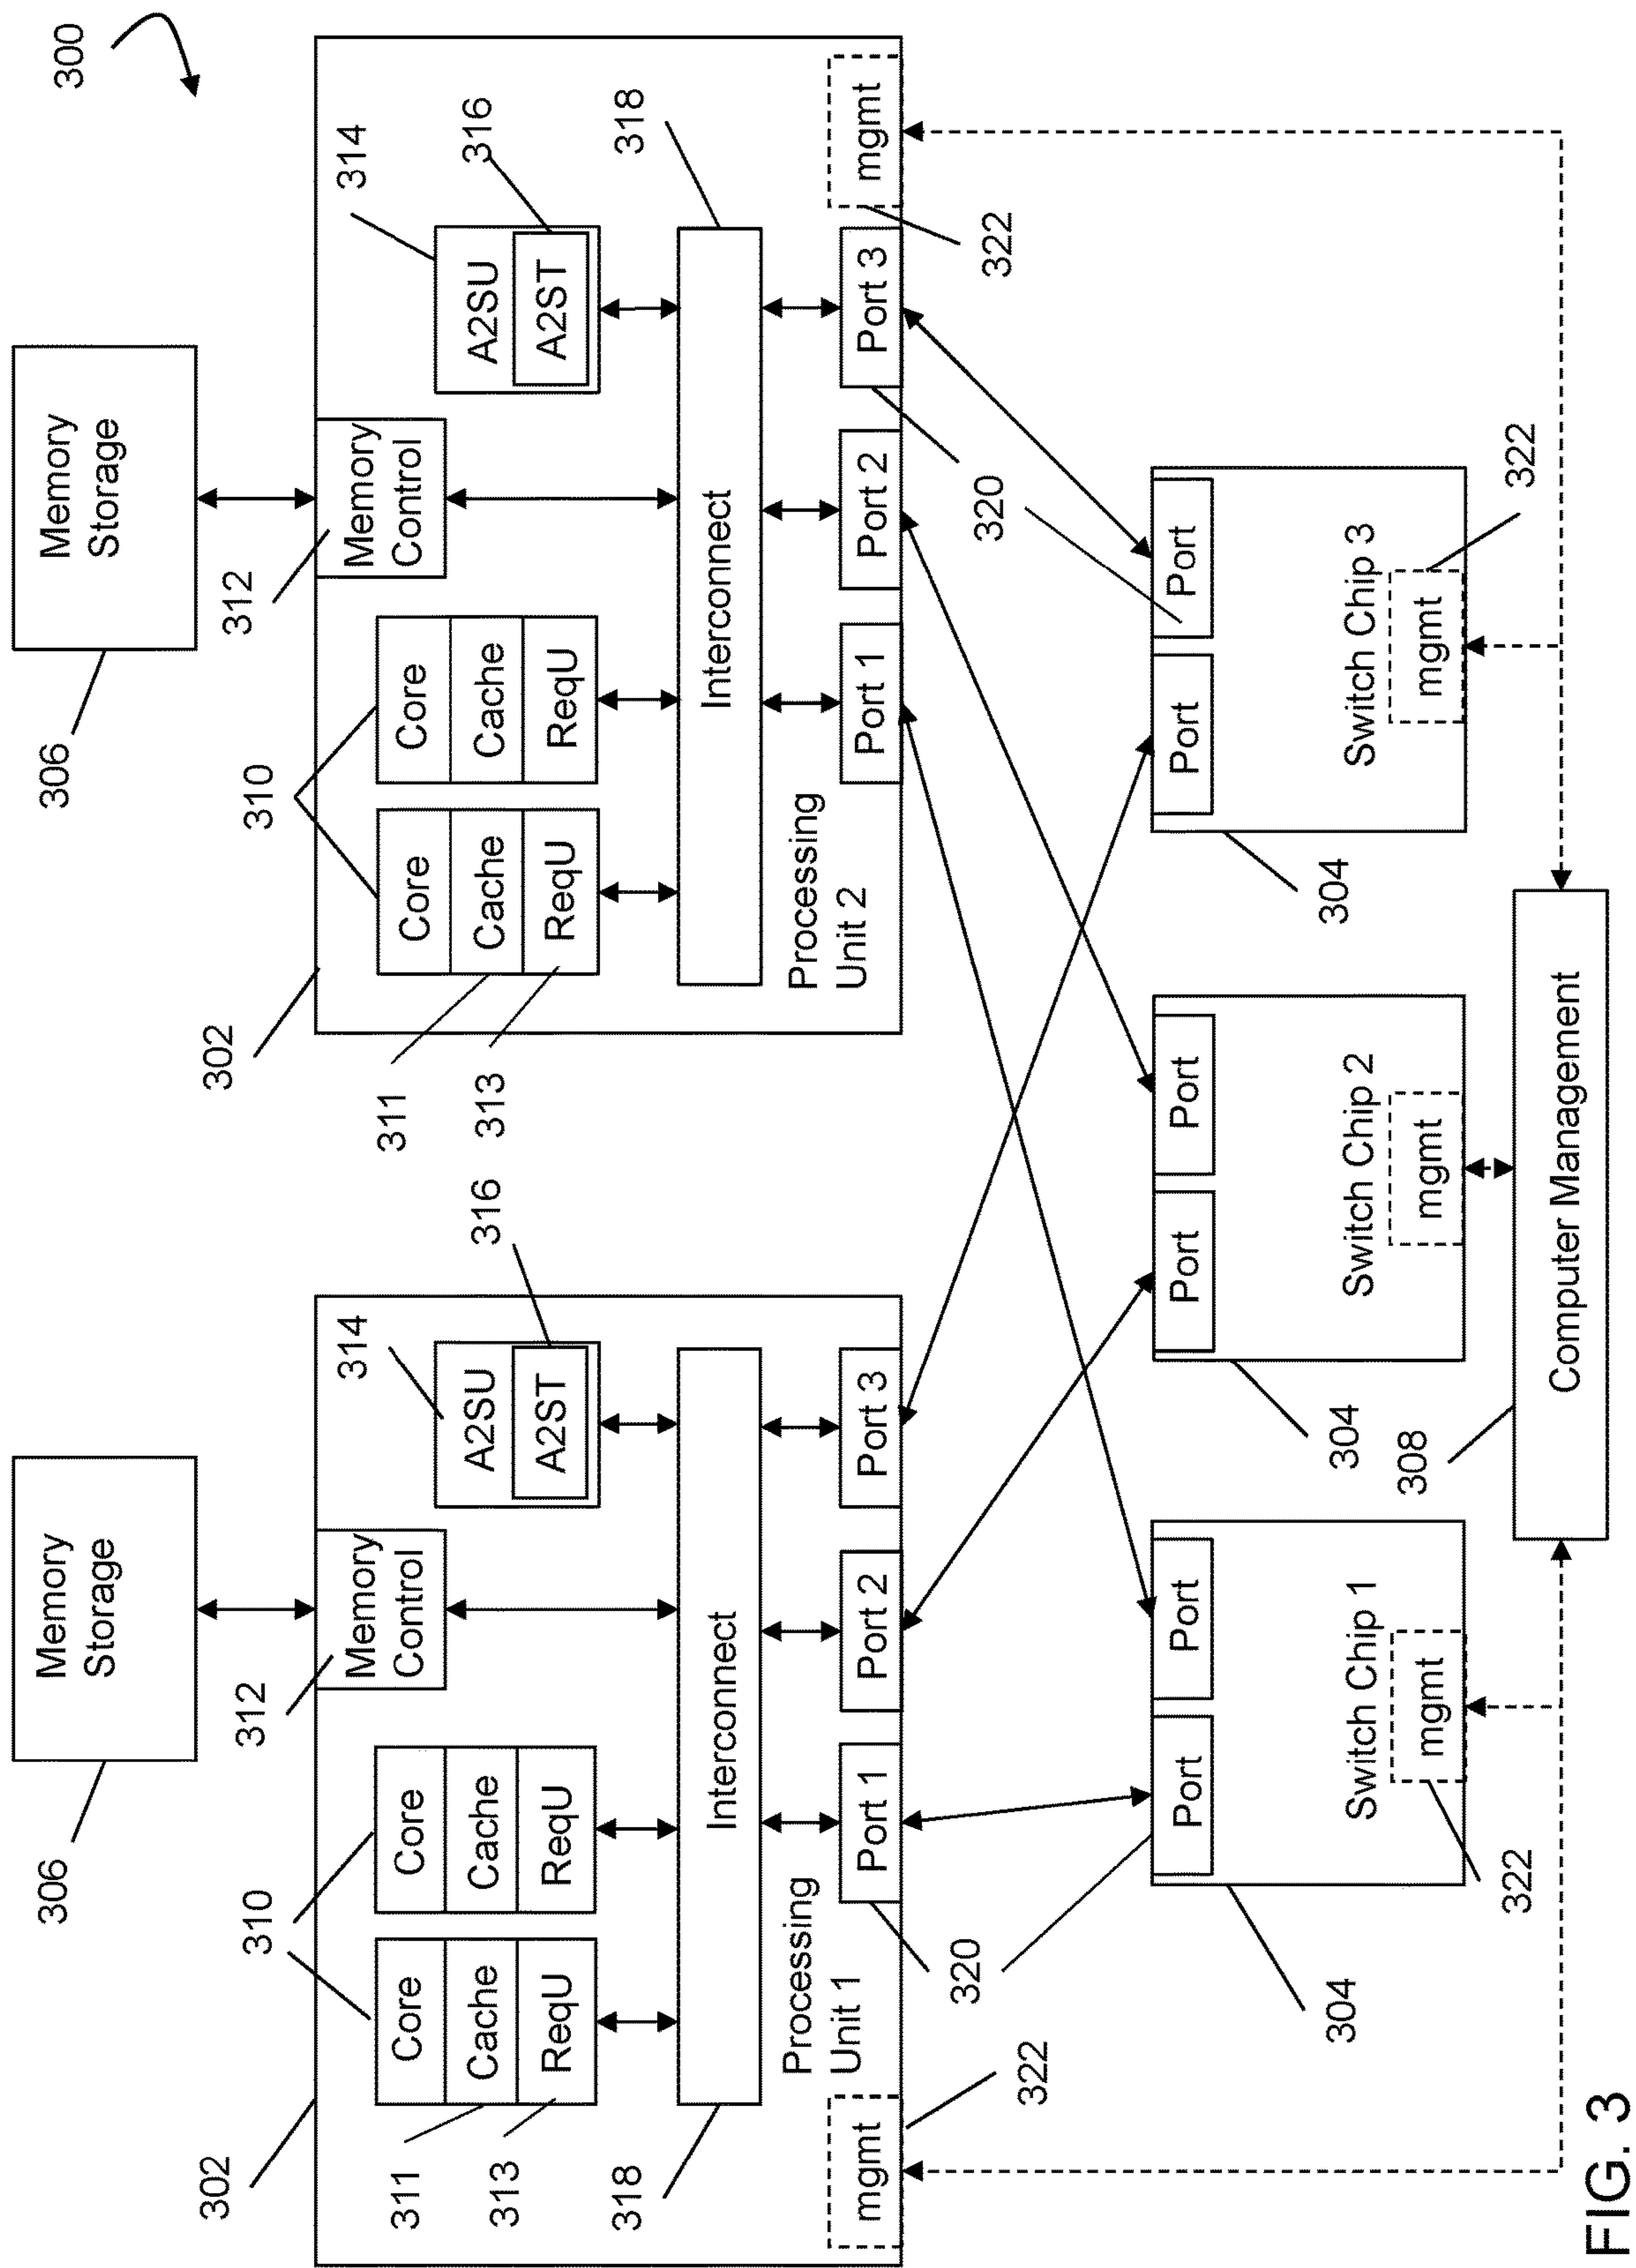 300
Memory
Storage
Memory
Storage
306
306
302
310
312
314
316
302
310
312
314
316
Memory
Control
Memory
Control
Core
Cache
ReqU
Core
Cache
ReqU
A2SU
A2ST
Core
Cache
ReqU
Core
Cache
ReqU
A2SU
A2ST
311
313
318
311
313
318
Interconnect
Interconnect
Processing
Unit 1
Processing
Unit 2
mgmt
Port 1
Port 2
Port 3
Port 1
Port 2
Port 3
mgmt
322
320
320
322
Port
Port
Port
Port
Port
Port
Switch Chip 1
Switch Chip 2
Switch Chip 3
mgmt
mgmt
mgmt
322
322
304
304
304
308
Computer Management
FIG. 3